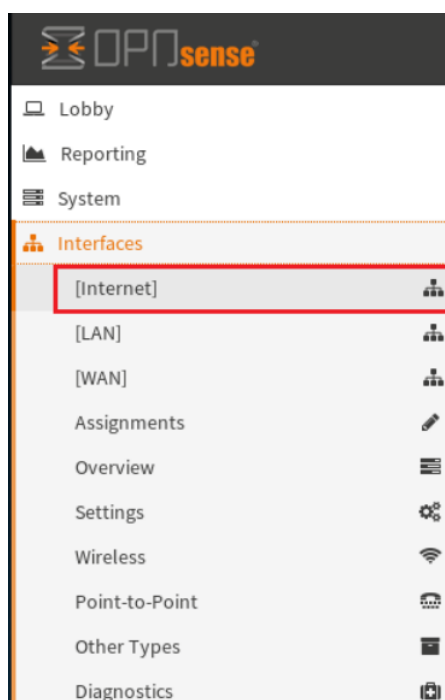 OPNsense
Lobby
Reporting
System
Interfaces
[Internet]
[LAN]
[WAN]
Assignments
Overview
Settings
Wireless
Point-to-Point
Other Types
Diagnostics